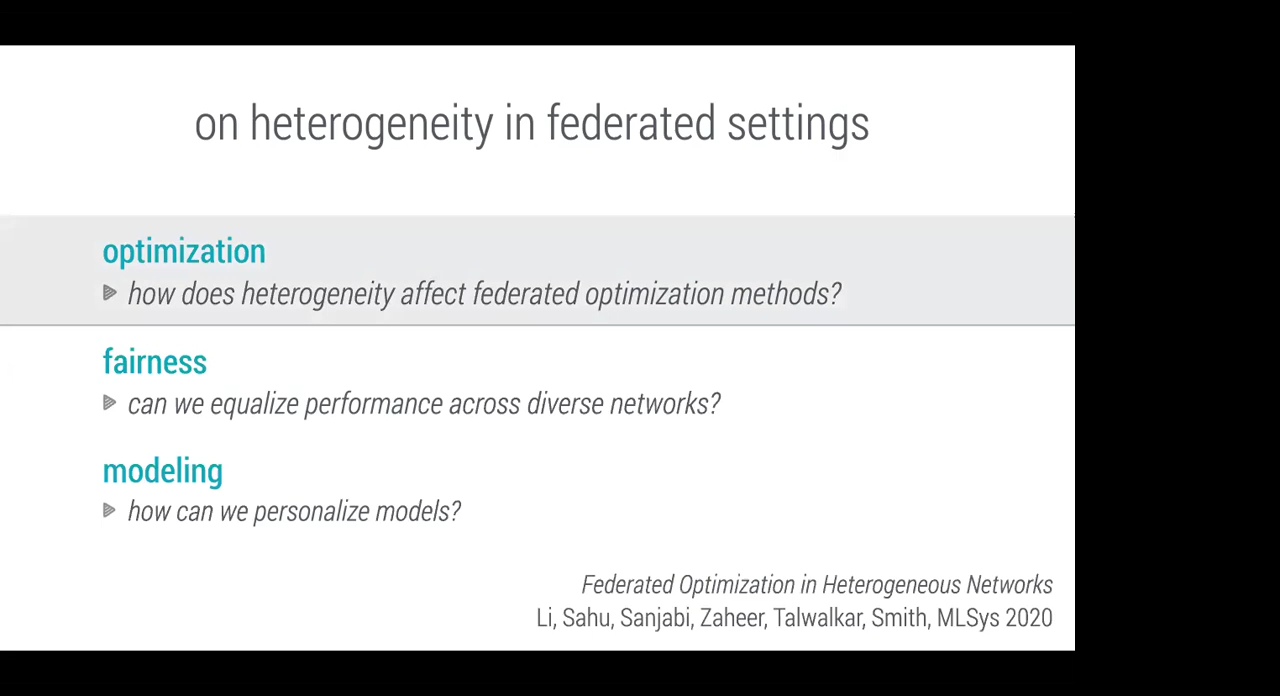 on heterogeneity in federated settings
optimization
how does heterogeneity affect federated optimization methods?
fairness
can we equalize performance across diverse networks?
modeling
how can we personalize models?
Federated Optimization in Heterogeneous Networks
Li, Sahu, Sanjabi, Zaheer, Talwalkar, Smith, MLSys 2020